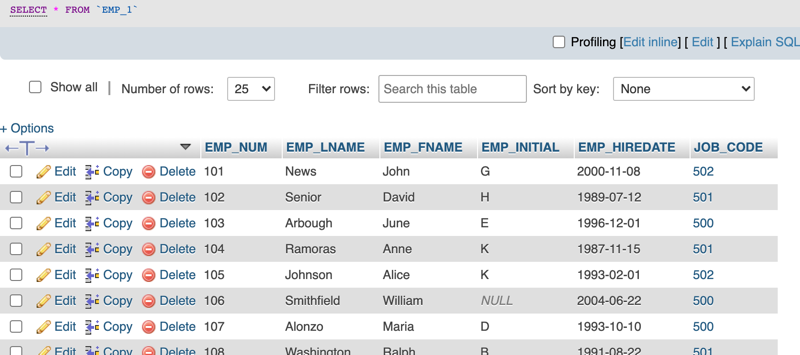 SELECT * FROM `EMP_1`
Profiling [Edit inline] [ Edit ] [ Explain SQL
Show all | Number of rows: 25 Filter rows: Search this table Sort by key: None
+ Options
←T→ EMP_NUM EMP_LNAME EMP_FNAME EMP_INITIAL EMP_HIREDATE JOB_CODE
Edit Copy Delete 101 News John G 2000-11-08 502
Edit Copy Delete 102 Senior David H 1989-07-12 501
Edit Copy Delete 103 Arbough June E 1996-12-01 500
Edit Copy Delete 104 Ramoras Anne K 1987-11-15 501
Edit Copy Delete 105 Johnson Alice K 1993-02-01 502
Edit Copy Delete 106 Smithfield William NULL 2004-06-22 500
Edit Copy Delete 107 Alonzo Maria D 1993-10-10 500
Edit Copy Delete 108 Washington Ralph B 1991-08-22 501